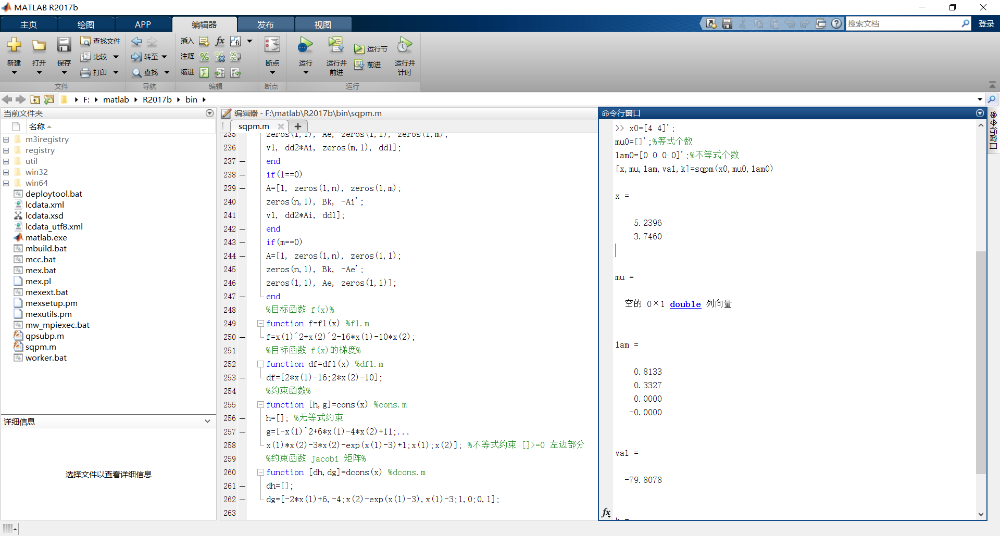 MATLAB R2017b
主页 绘图 APP 编辑器 发布 视图 搜索文档 登录
查找文件 插入 fx fi
新建 打开 保存 比较 转至 注释 断点 运行 运行并前进 运行节 前进 运行并计时
打印 查找 缩进
文件 导航 编辑 断点 运行
F: matlab R2017b bin
当前文件夹
名称
m3iregistry
registry
util
win32
win64
deploytool.bat
lcdata.xml
lcdata.xsd
lcdata_utf8.xml
matlab.exe
mbuild.bat
mcc.bat
mex.bat
mex.pl
mexext.bat
mexsetup.pm
mexutils.pm
mw_mpiexec.bat
qpsubp.m
sqpm.m
worker.bat
详细信息
选择文件以查看详细信息
编辑器 - F:\matlab\R2017b\bin\sqpm.m
sqpm.m
235 zeros(l,1), Ae, zeros(l,l), zeros(l,m);
236 v1, dd2*Ai, zeros(m,l), dd1];
237 end
238 if(l==0)
239 A=[1, zeros(1,n), zeros(1,m);
240 zeros(n,1), Bk, -Ai';
241 v1, dd2*Ai, dd1];
242 end
243 if(m==0)
244 A=[1, zeros(1,n), zeros(1,l);
245 zeros(n,1), Bk, -Ae';
246 zeros(l,1), Ae, zeros(l,l)];
247 end
248 %目标函数 f(x)%
249 function f=f1(x) %f1.m
250 f=x(1)^2+x(2)^2-16*x(1)-10*x(2);
251 %目标函数 f(x)的梯度%
252 function df=df1(x) %df1.m
253 df=[2*x(1)-16;2*x(2)-10];
254 %约束函数%
255 function [h,g]=cons(x) %cons.m
256 h=[]; %无等式约束
257 g=[-x(1)^2+6*x(1)-4*x(2)+11;...
258 x(1)*x(2)-3*x(2)-exp(x(1)-3)+1;x(1);x(2)]; %不等式约束 []>=0 左边部分
259 %约束函数 Jacobi 矩阵%
260 function [dh,dg]=dcons(x) %dcons.m
261 dh=[];
262 dg=[-2*x(1)+6,-4;x(2)-exp(x(1)-3),x(1)-3;1,0;0,1];
263
命令行窗口
>> x0=[4 4]';
mu0=[]';%等式个数
lam0=[0 0 0 0]';%不等式个数
[x,mu,lam,val,k]=sqpm(x0,mu0,lam0)
x =
5.2396
3.7460
mu =
空的 0×1 double 列向量
lam =
0.8133
0.3327
0.0000
-0.0000
val =
-79.8078
k =
fx
命令行窗口